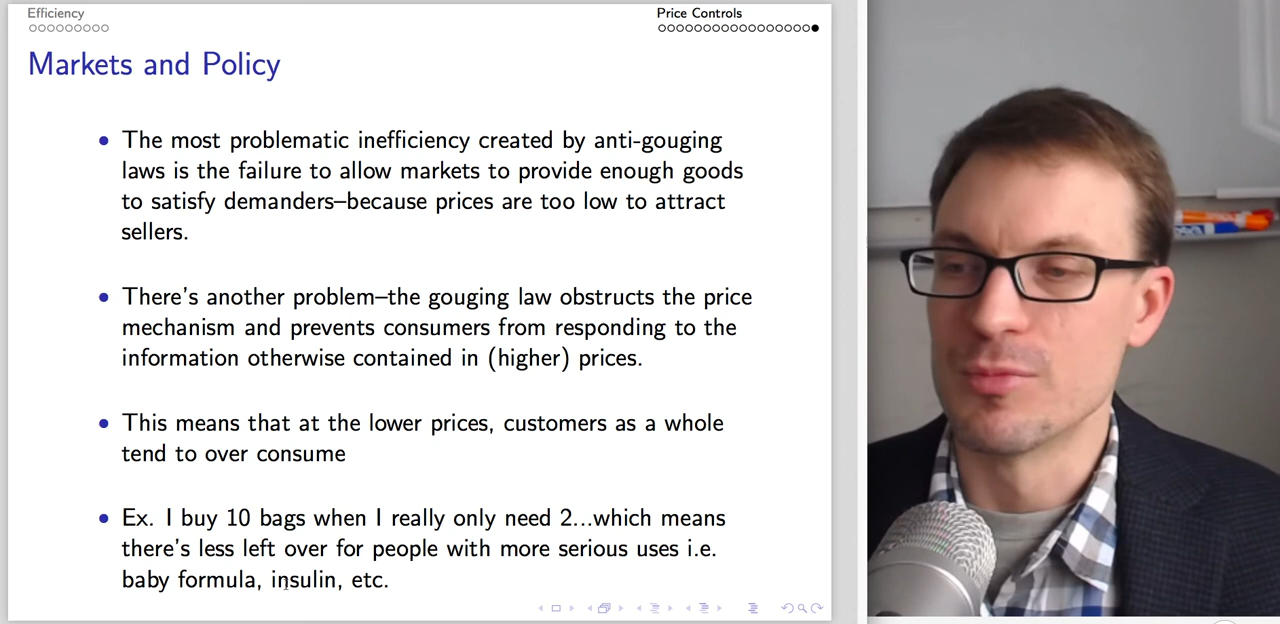 Efficiency
Price Controls
Markets and Policy
The most problematic inefficiency created by anti-gouging
laws is the failure to allow markets to provide enough goods
to satisfy demanders–because prices are too low to attract
sellers.
There's another problem–the gouging law obstructs the price
mechanism and prevents consumers from responding to the
information otherwise contained in (higher) prices.
This means that at the lower prices, customers as a whole
tend to over consume
Ex. I buy 10 bags when I really only need 2...which means
there's less left over for people with more serious uses i.e.
baby formula, insulin, etc.